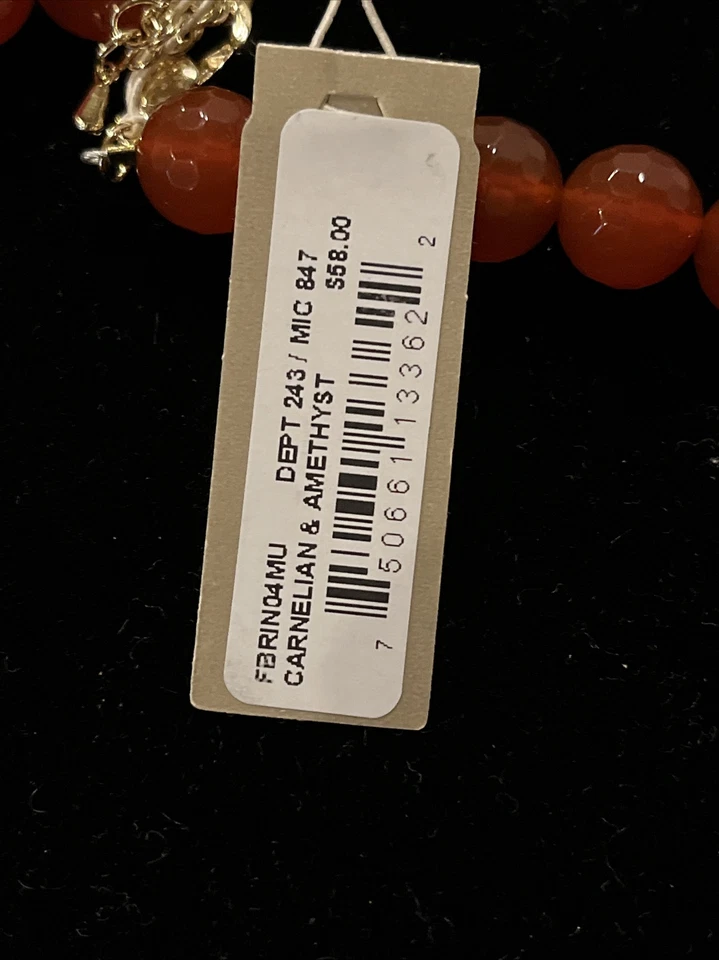 FBRIN04MU DEPT 243 / MIC 847
CARNELIAN & AMETHYST $58.00
7 50661 13362 2